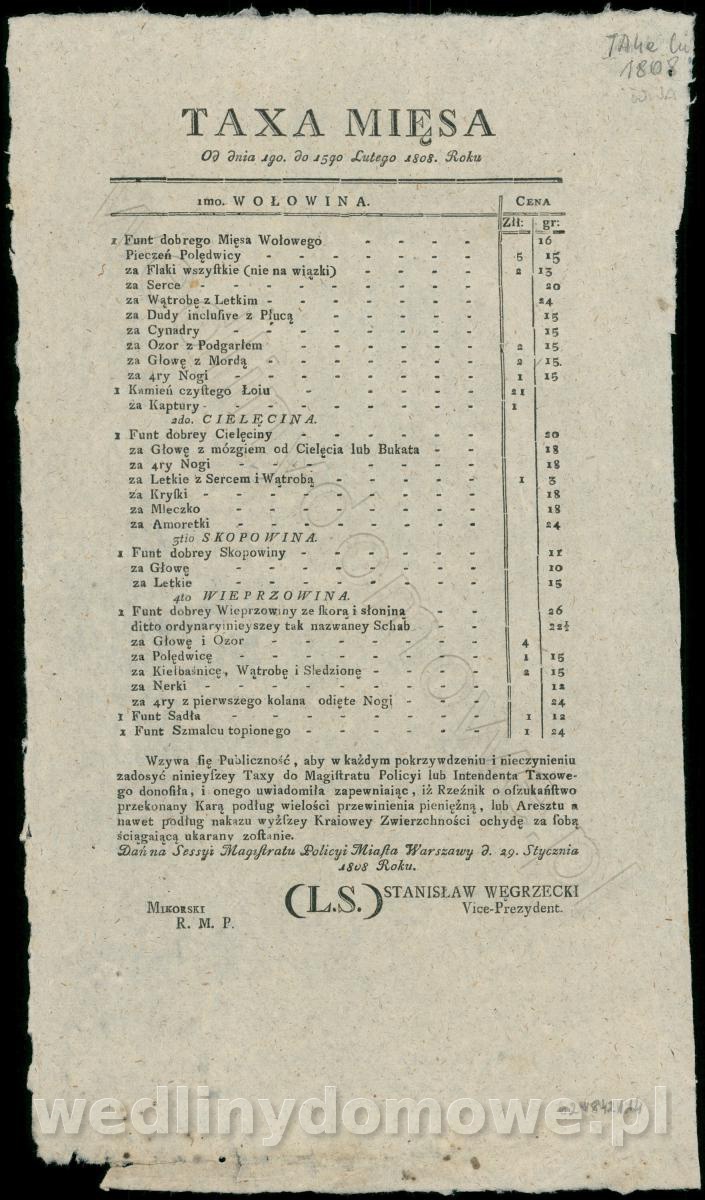 1808
TAXA MIĘSA
Od dnia 1go. do 15go Lutego 1808. Roku
1mo. WOŁOWINA. CENA
Złł: gr:
1 Funt dobrego Mięsa Wołowego - - - - 16
Pieczeń Polędwicy - - - - - - - 5 15
za Flaki wszyſtkie (nie na wiązki) - - - - 2 13
za Serce - - - - - - - - - 20
za Wątrobę z Letkim - - - - - - - 24
za Dudy incluſive z Płucą - - - - - 15
za Cynadry - - - - - - - - 15
za Ozor z Podgarłem - - - - - - 2 15
za Głowę z Mordą - - - - - - 2 15.
za 4ry Nogi - - - - - - - - 1 15
1 Kamień czyſtego Łoiu - - - - - - 21
za Kaptury - - - - - - - - - 1
2do. CIELĘCINA.
1 Funt dobrey Cielęciny - - - - - - 20
za Głowę z mózgiem od Cielęcia lub Bukata - - 18
za 4ry Nogi - - - - - - - - 18
za Letkie z Sercem i Wątrobą - - - - - 1 3
za Kryſki - - - - - - - - - 18
za Mleczko - - - - - - - - 18
za Amoretki - - - - - - - - 24
3tio SKOPOWINA.
1 Funt dobrey Skopowiny - - - - - - 11
za Głowę - - - - - - - - 10
za Letkie - - - - - - - - 15
4to WIEPRZOWINA.
1 Funt dobrey Wieprzowiny ze ſkorą i słoniną - - 26
ditto ordynaryinieyszey tak nazwaney Schab - - 22½
za Głowę i Ozor - - - - - - - 4
za Polędwicę - - - - - - - - 1 15
za Kiełbaśnicę, Wątrobę i Sledzionę - - - - 2 15
za Nerki - - - - - - - - - 12
za 4ry z pierwszego kolana odięte Nogi - - - 24
1 Funt Sadła - - - - - - - - 1 12
1 Funt Szmalcu topionego - - - - - - 1 24
Wzywa ſię Publiczność, aby w każdym pokrzywdzeniu i nieczynieniu
zadosyć ninieyſzey Taxy do Magiſtratu Policyi lub Intendenta Taxowe-
go donoſiła, i onego uwiadomiła zapewniaiąc, iż Rzeźnik o oſzukańſtwo
przekonany Karą podług wielości przewinienia pieniężną, lub Aresztu a
nawet podług nakazu wyżſzey Kraiowey Zwierzchności ochydę za ſobą
ściągaiącą ukarany zoſtanie.
Dań na Sessyi Magiſtratu Policyi Miaſta Warszawy d. 29. Stycznia
1808 Roku.
(L.S.) STANISŁAW WĘGRZECKI
MIKORSKI Vice-Prezydent.
R. M. P.
wedlinydomowe.pl